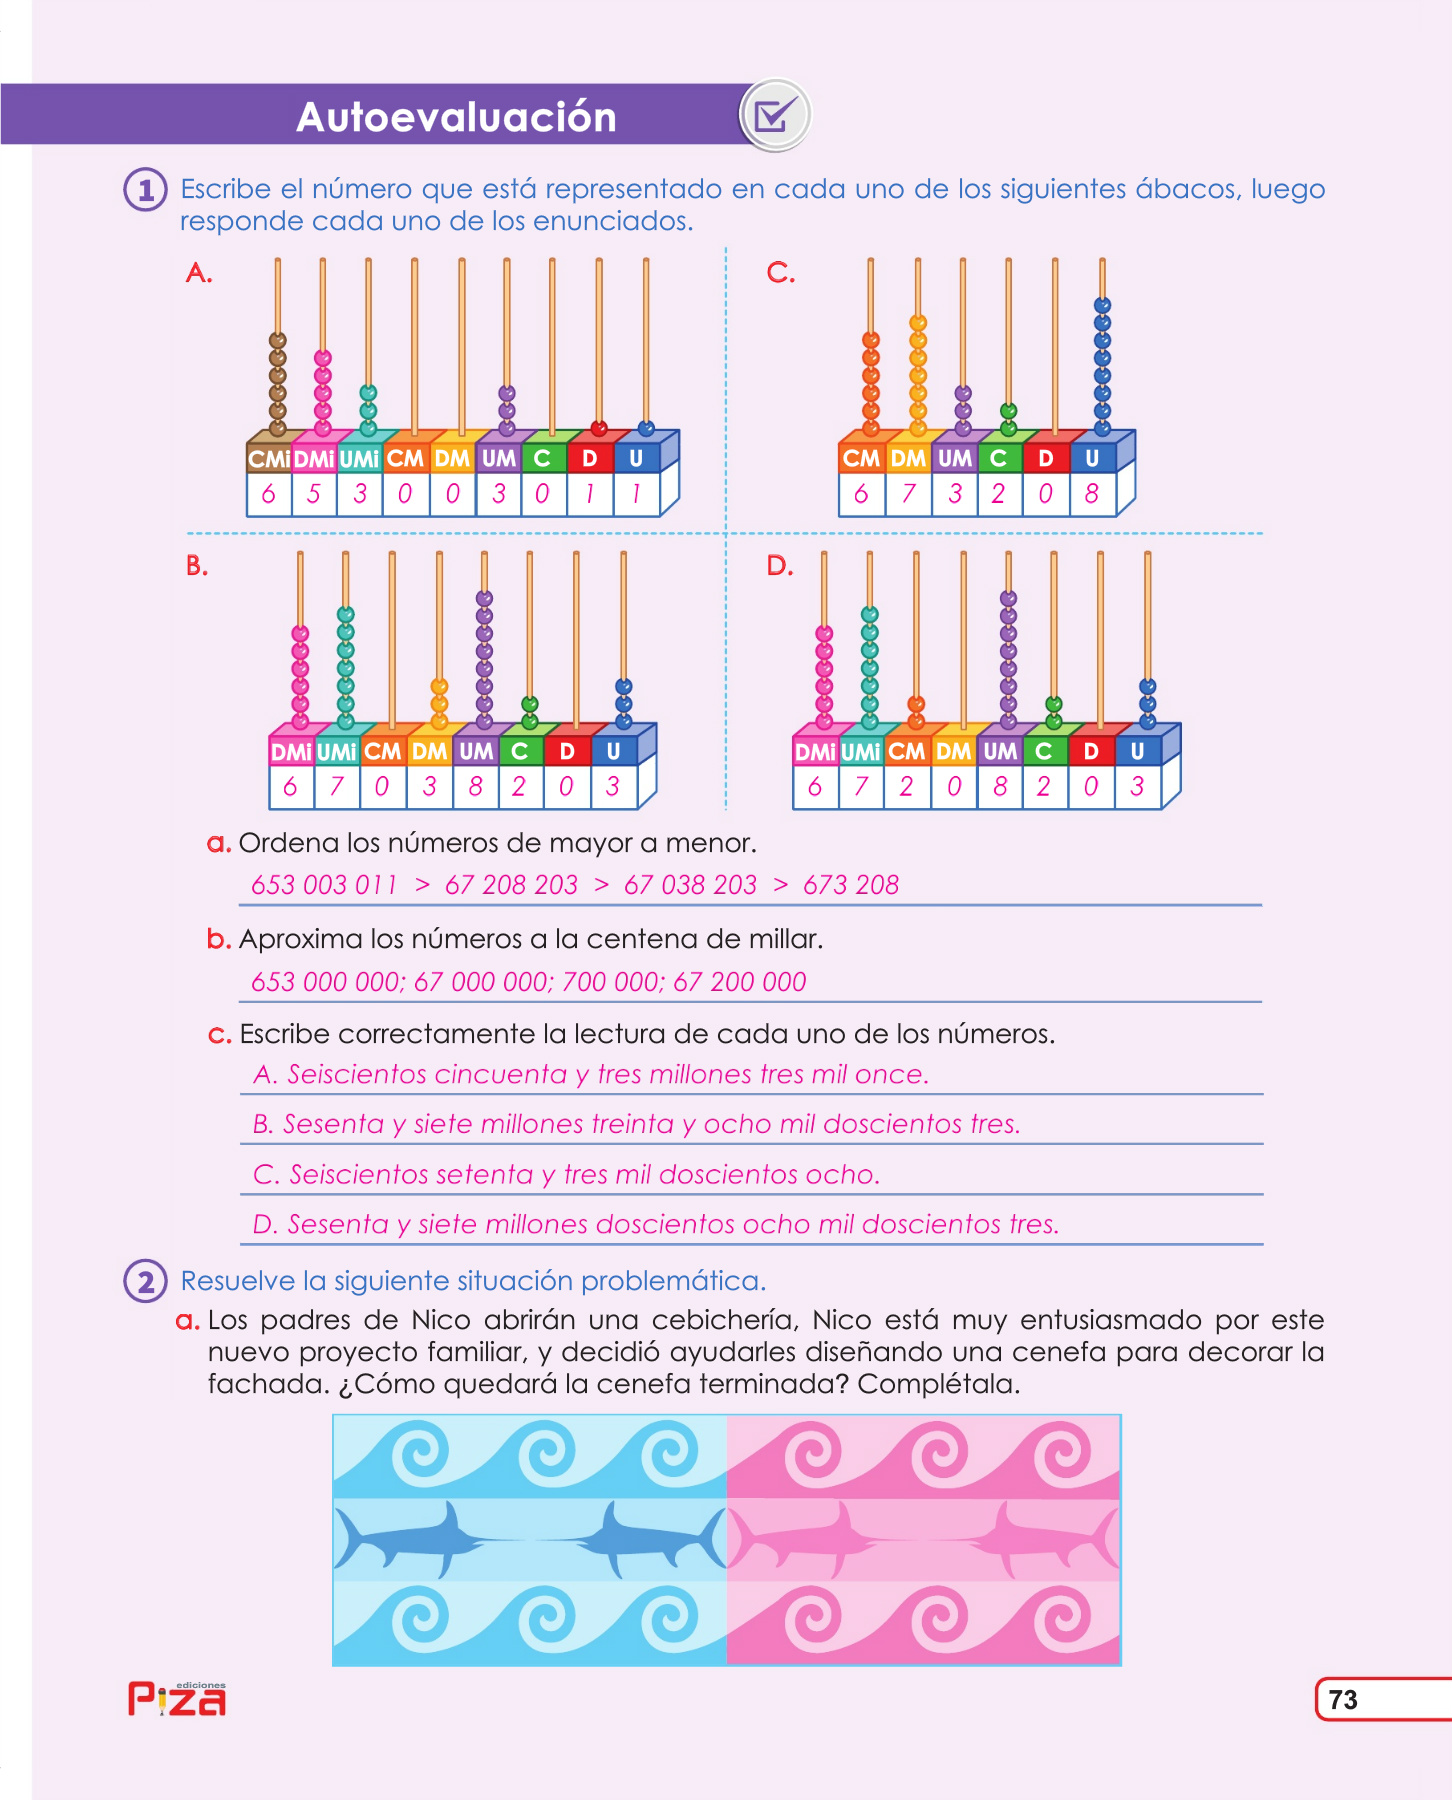 Autoevaluación
1 Escribe el número que está representado en cada uno de los siguientes ábacos, luego
responde cada uno de los enunciados.
A.
CMi DMi UMi CM DM UM C D U
6 5 3 0 0 3 0 1 1
C.
CM DM UM C D U
6 7 3 2 0 8
B.
DMi UMi CM DM UM C D U
6 7 0 3 8 2 0 3
D.
DMi UMi CM DM UM C D U
6 7 2 0 8 2 0 3
a. Ordena los números de mayor a menor.
653 003 011 > 67 208 203 > 67 038 203 > 673 208
b. Aproxima los números a la centena de millar.
653 000 000; 67 000 000; 700 000; 67 200 000
c. Escribe correctamente la lectura de cada uno de los números.
A. Seiscientos cincuenta y tres millones tres mil once.
B. Sesenta y siete millones treinta y ocho mil doscientos tres.
C. Seiscientos setenta y tres mil doscientos ocho.
D. Sesenta y siete millones doscientos ocho mil doscientos tres.
2 Resuelve la siguiente situación problemática.
a. Los padres de Nico abrirán una cebichería, Nico está muy entusiasmado por este
nuevo proyecto familiar, y decidió ayudarles diseñando una cenefa para decorar la
fachada. ¿Cómo quedará la cenefa terminada? Complétala.
ediciones
Piza
73